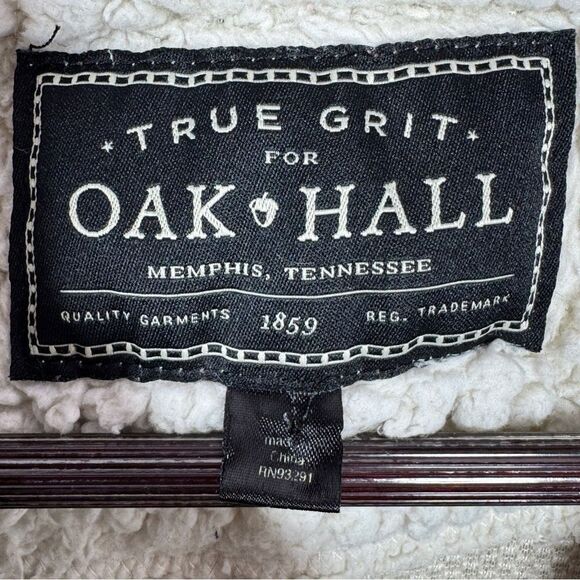 TRUE GRIT
FOR
OAK HALL
MEMPHIS, TENNESSEE
QUALITY GARMENTS 1859 REG. TRADEMARK
China
RN93291